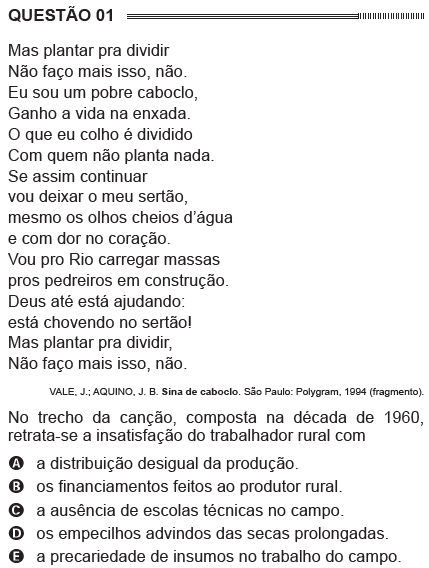 QUESTÃO 01
Mas plantar pra dividir
Não faço mais isso, não.
Eu sou um pobre caboclo,
Ganho a vida na enxada.
O que eu colho é dividido
Com quem não planta nada.
Se assim continuar
vou deixar o meu sertão,
mesmo os olhos cheios d’água
e com dor no coração.
Vou pro Rio carregar massas
pros pedreiros em construção.
Deus até está ajudando:
está chovendo no sertão!
Mas plantar pra dividir,
Não faço mais isso, não.
VALE, J.; AQUINO, J. B. Sina de caboclo. São Paulo: Polygram, 1994 (fragmento).
No trecho da canção, composta na década de 1960,
retrata-se a insatisfação do trabalhador rural com
A a distribuição desigual da produção.
B os financiamentos feitos ao produtor rural.
C a ausência de escolas técnicas no campo.
D os empecilhos advindos das secas prolongadas.
E a precariedade de insumos no trabalho do campo.